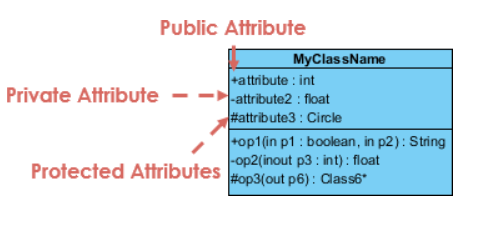 Public Attribute
MyClassName
+attribute : int
Private Attribute
-attribute2 : float
#attribute3 : Circle
Protected Attributes
+op1(in p1 : boolean, in p2) : String
-op2(inout p3 : int) : float
#op3(out p6) : Class6*